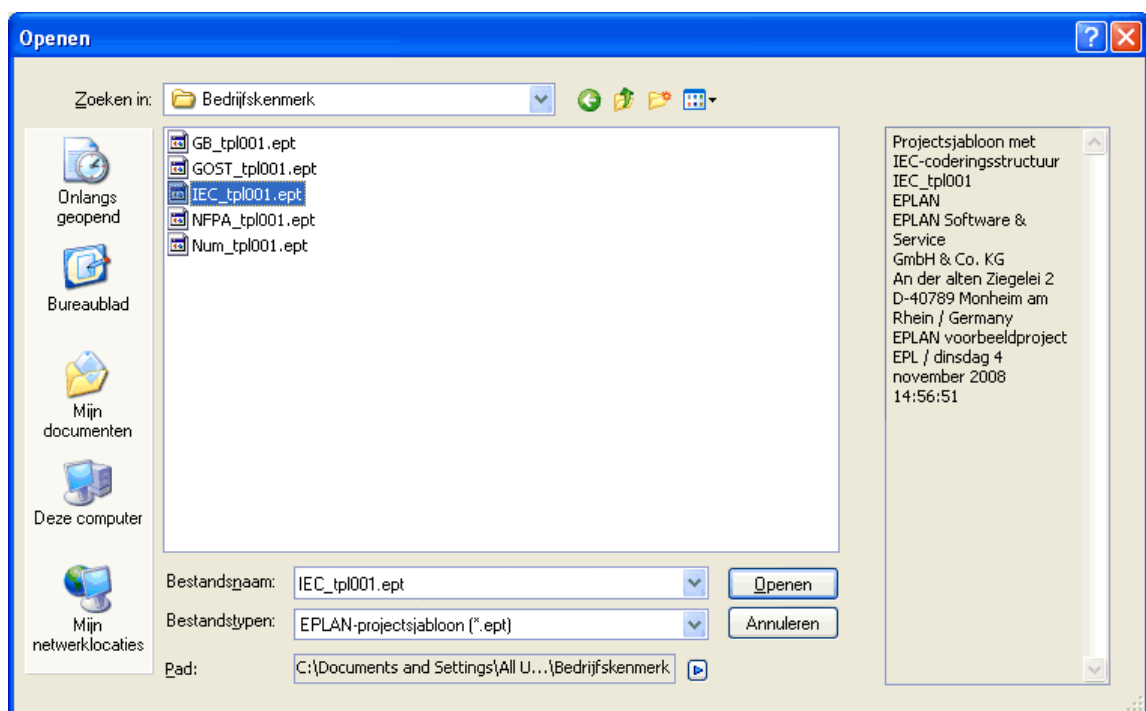 Openen
Zoeken in:
Bedrijfskenmerk
Onlangs
geopend
Bureaublad
Mijn
documenten
Deze computer
Mijn
netwerklocaties
GB_tpl001.ept
GOST_tpl001.ept
IEC_tpl001.ept
NFPA_tpl001.ept
Num_tpl001.ept
Projectsjabloon met
IEC-coderingsstructuur
IEC_tpl001
EPLAN
EPLAN Software &
Service
GmbH & Co. KG
An der alten Ziegelei 2
D-40789 Monheim am
Rhein / Germany
EPLAN voorbeeldproject
EPL / dinsdag 4
november 2008
14:56:51
Bestandsnaam:
IEC_tpl001.ept
Openen
Bestandstypen:
EPLAN-projectsjabloon (*.ept)
Annuleren
Pad:
C:\Documents and Settings\All U...\Bedrijfskenmerk